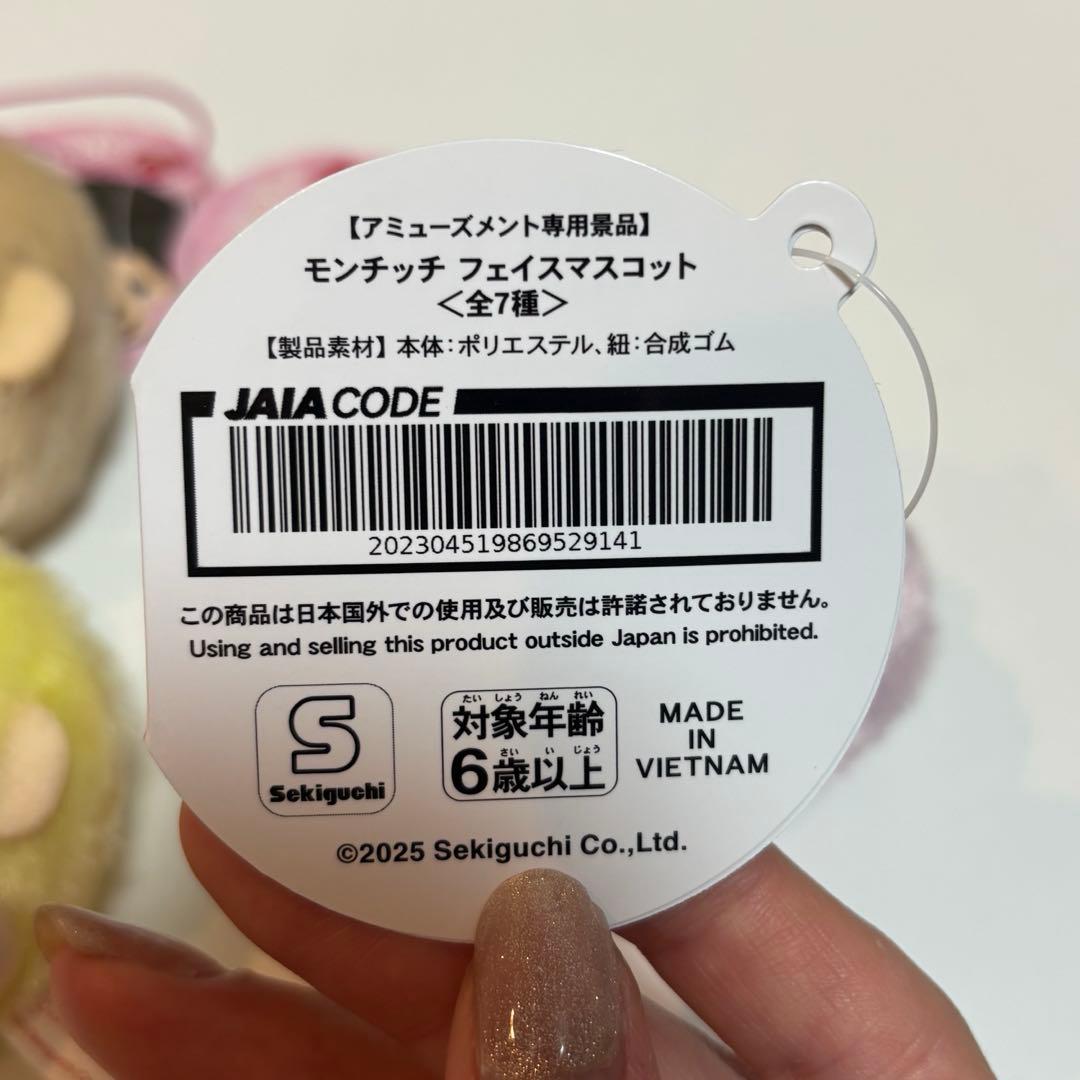 【アミューズメント専用景品】
モンチッチ フェイスマスコット
＜全7種＞
【製品素材】本体：ポリエステル、紐：合成ゴム
JAIA CODE
202304519869529141
この商品は日本国外での使用及び販売は許諾されておりません。
Using and selling this product outside Japan is prohibited.
S
Sekiguchi
たい しょう ねん れい
対象年齢
さい い じょう
6歳以上
MADE
IN
VIETNAM
©2025 Sekiguchi Co.,Ltd.